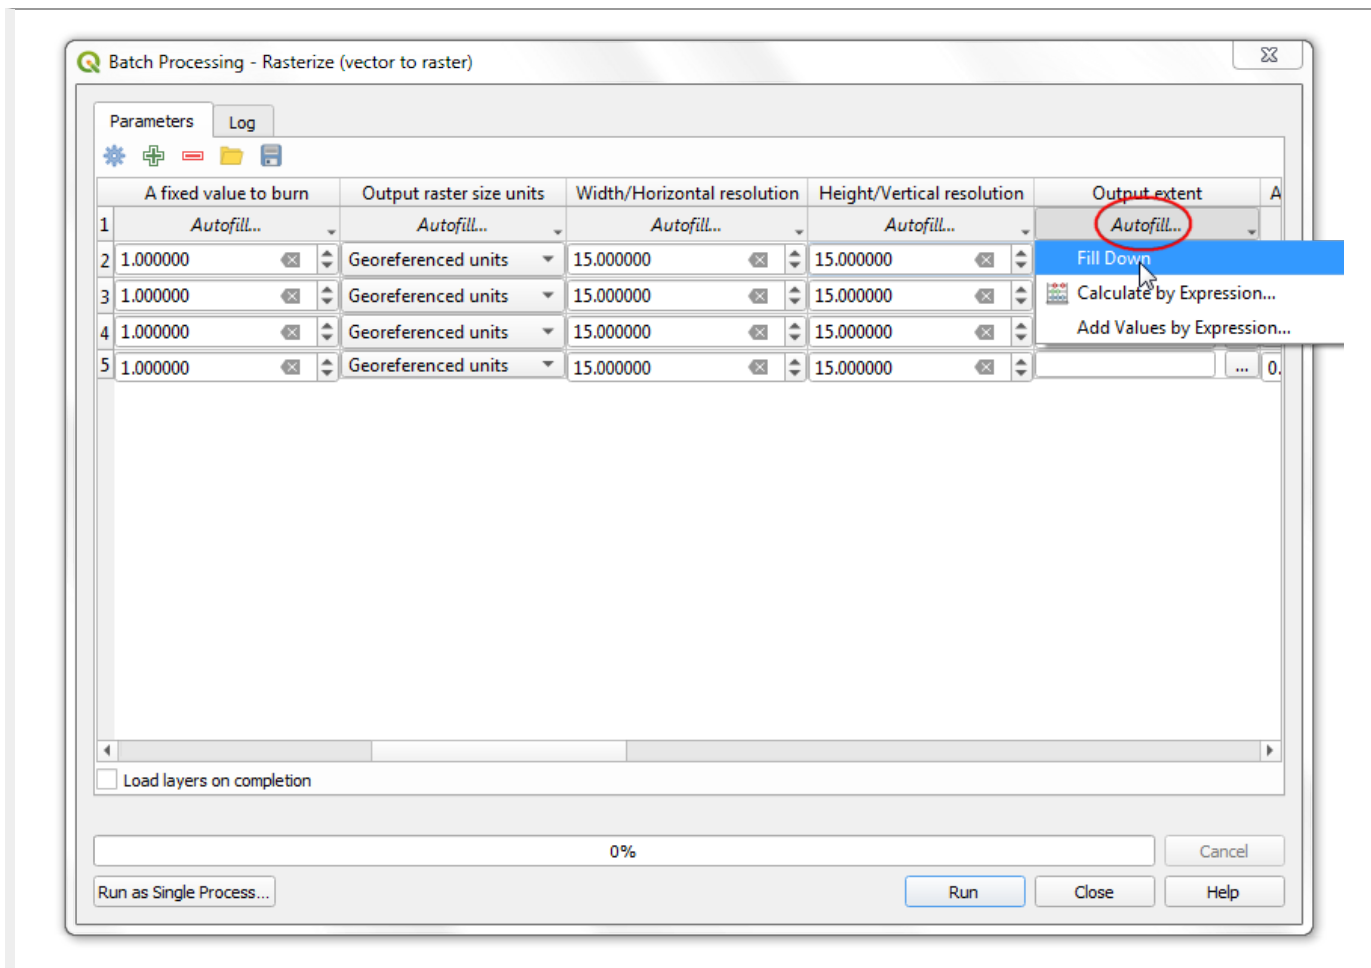 Batch Processing - Rasterize (vector to raster)
Parameters Log
A fixed value to burn Output raster size units Width/Horizontal resolution Height/Vertical resolution Output extent A
1 Autofill... Autofill... Autofill... Autofill... Autofill...
2 1.000000 Georeferenced units 15.000000 15.000000 Fill Down
3 1.000000 Georeferenced units 15.000000 15.000000 Calculate by Expression...
4 1.000000 Georeferenced units 15.000000 15.000000 Add Values by Expression...
5 1.000000 Georeferenced units 15.000000 15.000000 ... 0.
Load layers on completion
0% Cancel
Run as Single Process... Run Close Help